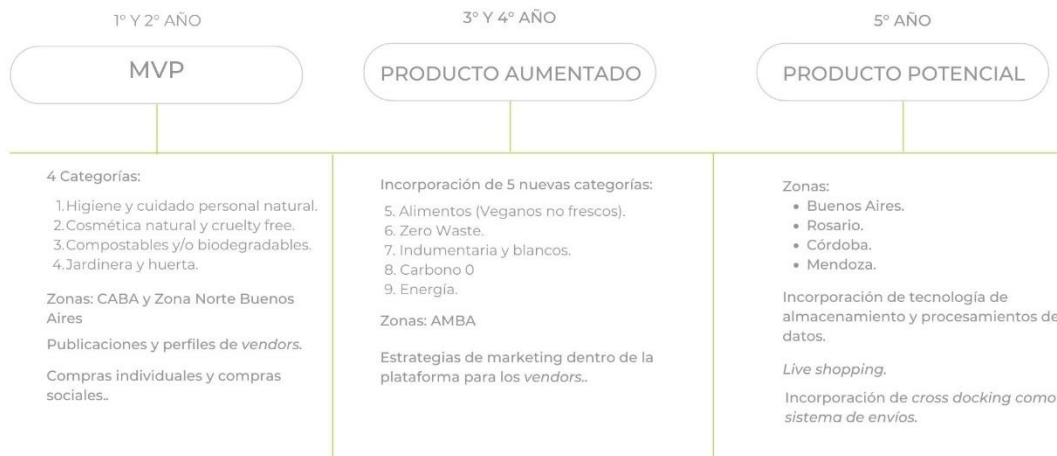 1° Y 2° AÑO
MVP
4 Categorías:
1.Higiene y cuidado personal natural.
2.Cosmética natural y cruelty free.
3.Compostables y/o biodegradables.
4.Jardinera y huerta.
Zonas: CABA y Zona Norte Buenos
Aires
Publicaciones y perfiles de vendors.
Compras individuales y compras
sociales..
3° Y 4° AÑO
PRODUCTO AUMENTADO
Incorporación de 5 nuevas categorías:
5. Alimentos (Veganos no frescos).
6. Zero Waste.
7. Indumentaria y blancos.
8. Carbono 0
9. Energía.
Zonas: AMBA
Estrategias de marketing dentro de la
plataforma para los vendors..
5° AÑO
PRODUCTO POTENCIAL
Zonas:
• Buenos Aires.
• Rosario.
• Córdoba.
• Mendoza.
Incorporación de tecnología de
almacenamiento y procesamientos de
datos.
Live shopping.
Incorporación de cross docking como
sistema de envíos.